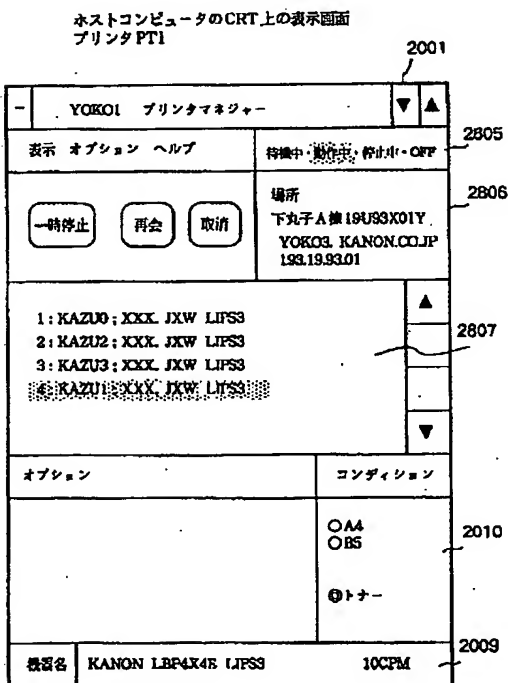 ホストコンピュータのCRT上の表示画面
プリンタPT1
2001
- YOKO1 プリンタマネジャー ▼ ▲
表示 オプション ヘルプ
待機中・動作中・停止中・OFF
2805
一時停止 再会 取消
場所
下丸子A棟19U93X01Y
YOKO3. KANON.CO.JP
193.19.93.01
2806
1:KAZU0;XXX. JXW LIPS3
2:KAZU2;XXX. JXW LIPS3
3:KAZU3;XXX. JXW LIPS3
4:KAZU1;XXX. JXW LIPS3
▲
▼
2807
オプション
コンディション
○A4
○B5
◎トナー
2010
機器名 KANON LBP4X4E LIPS3 10CPM
2009